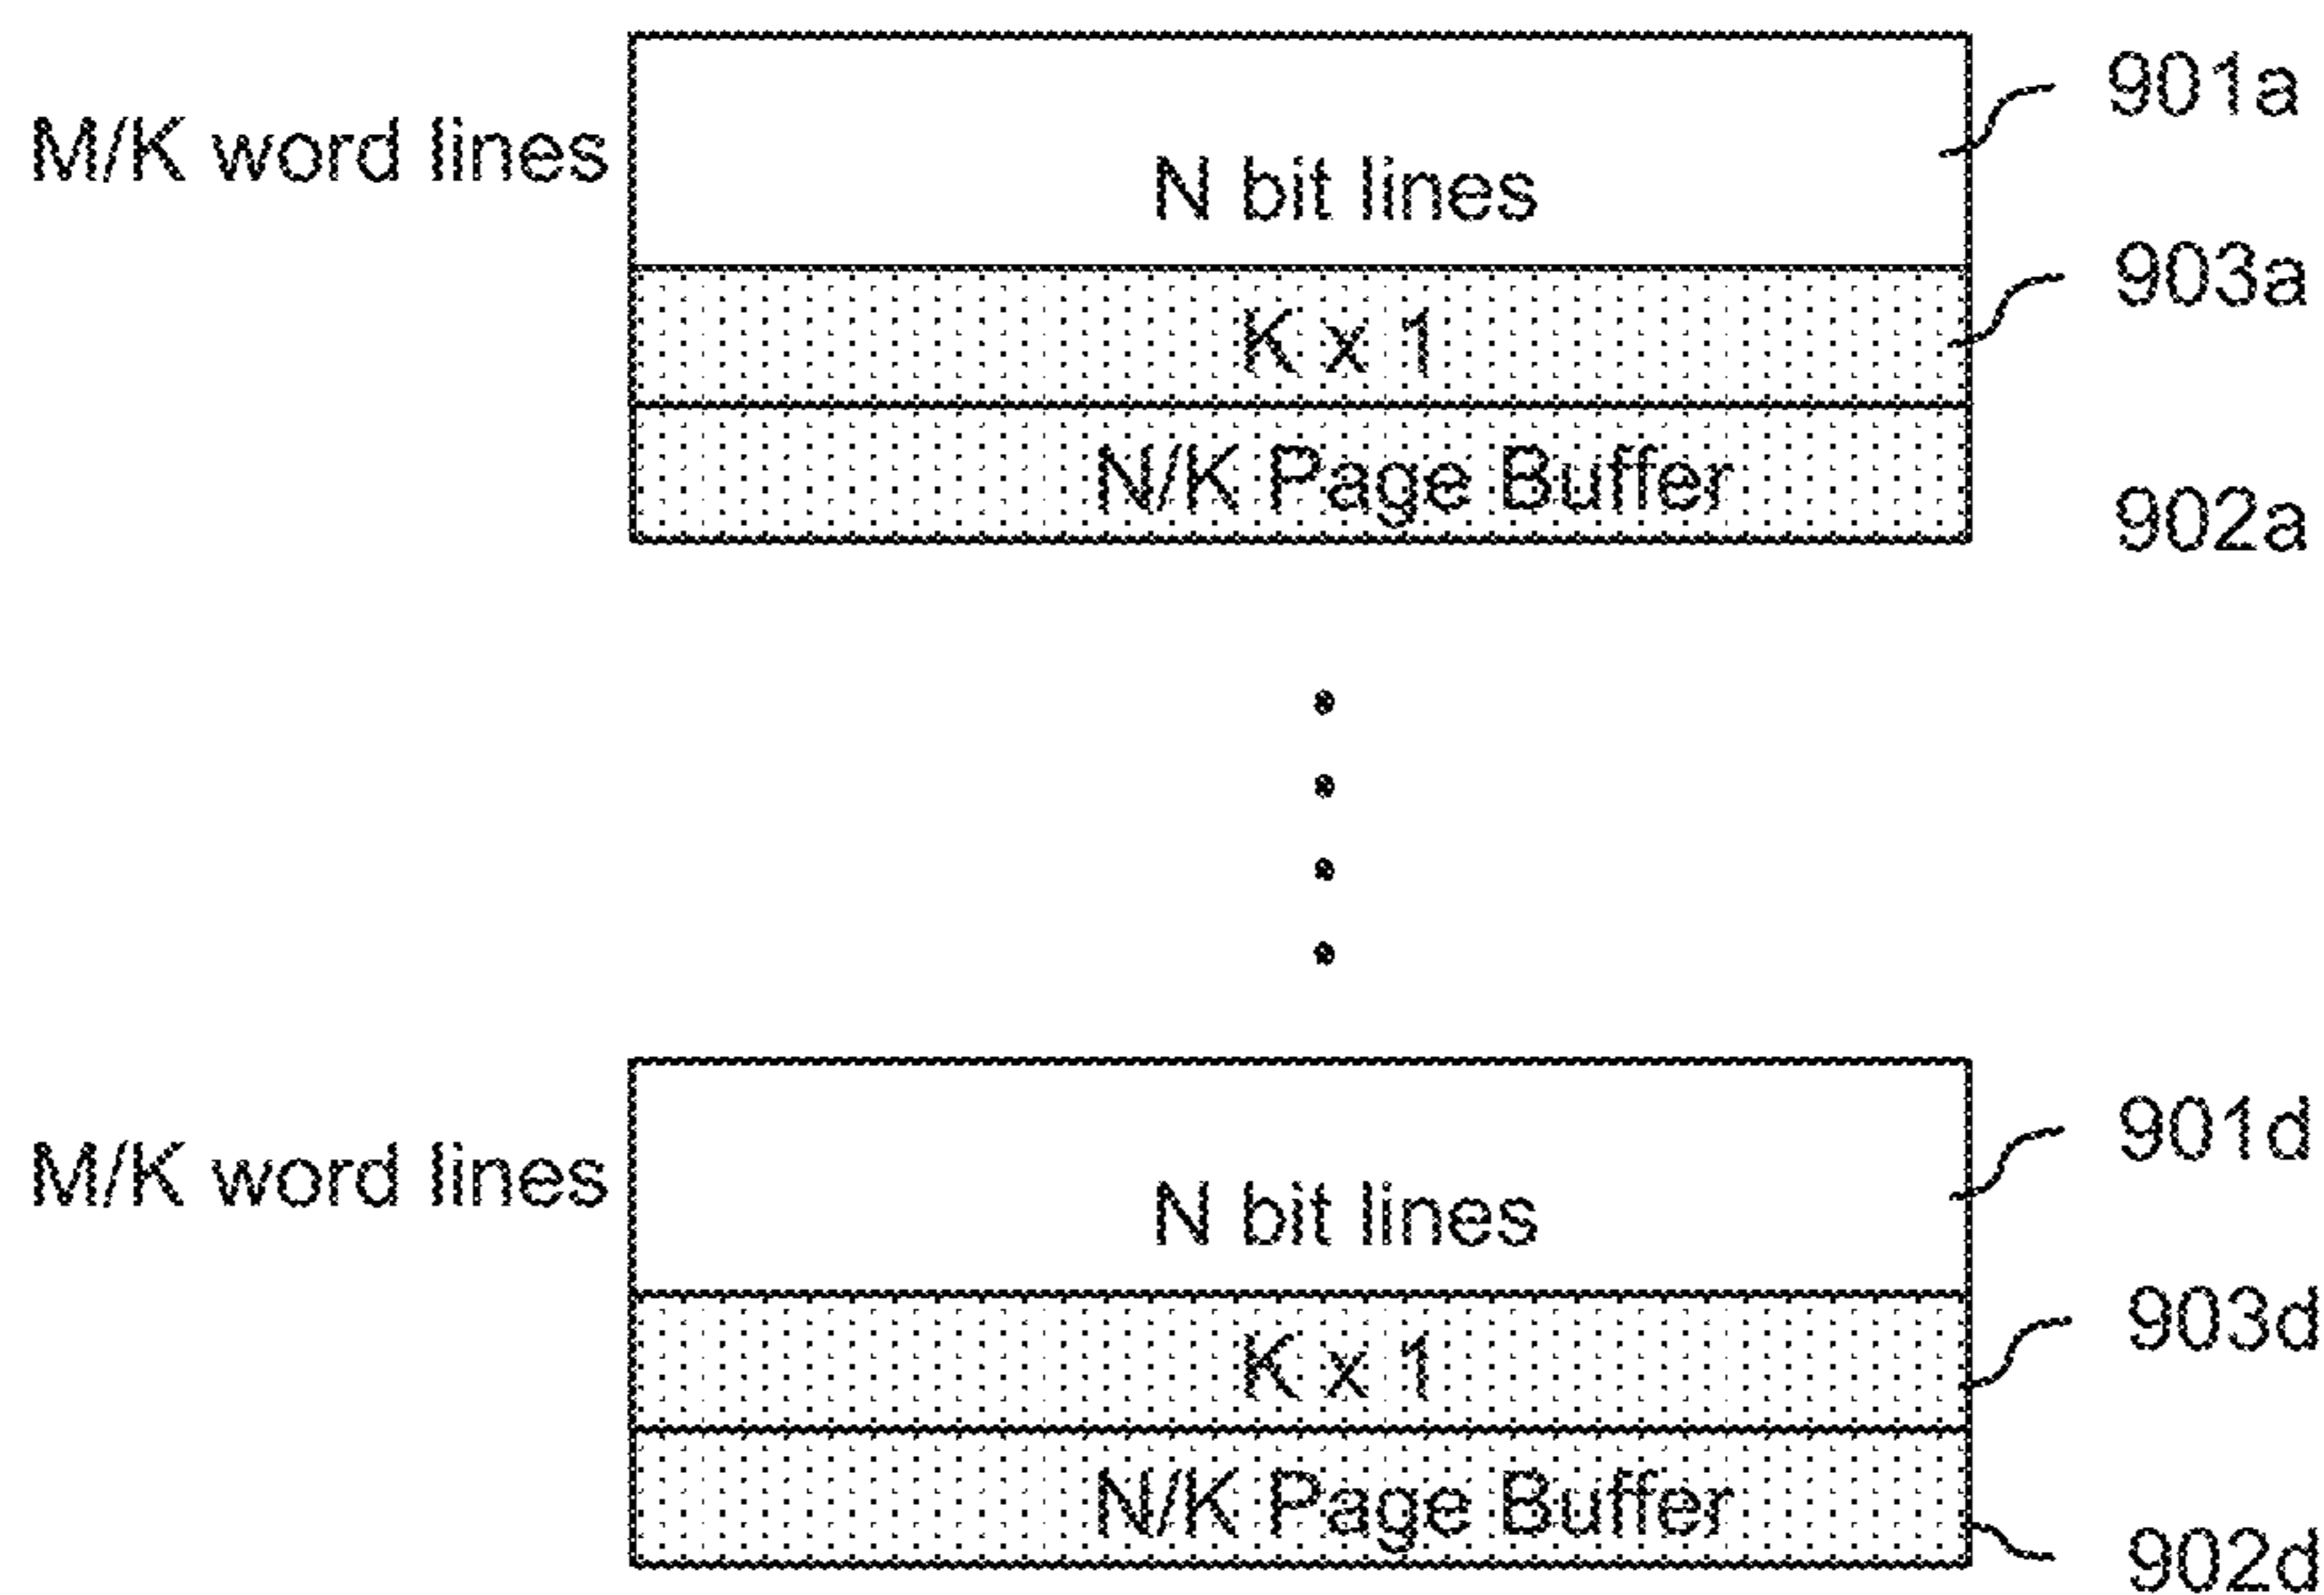 901a
M/K word lines
N bit lines
903a
K x 1
N/K Page Buffer
902a
901d
M/K word lines
N bit lines
903d
K x 1
N/K Page Buffer
902d